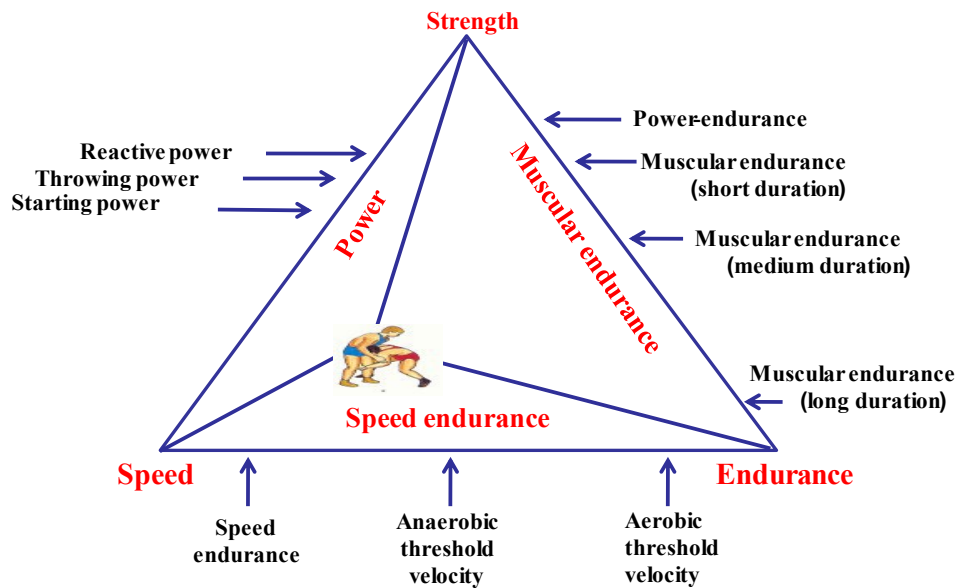 Strength
Power-endurance
Reactive power
Throwing power
Starting power
Muscular endurance
(short duration)
Power
Muscular endurance
Muscular endurance
(medium duration)
Muscular endurance
(long duration)
Speed endurance
Speed
Endurance
Speed
endurance
Anaerobic
threshold
velocity
Aerobic
threshold
velocity